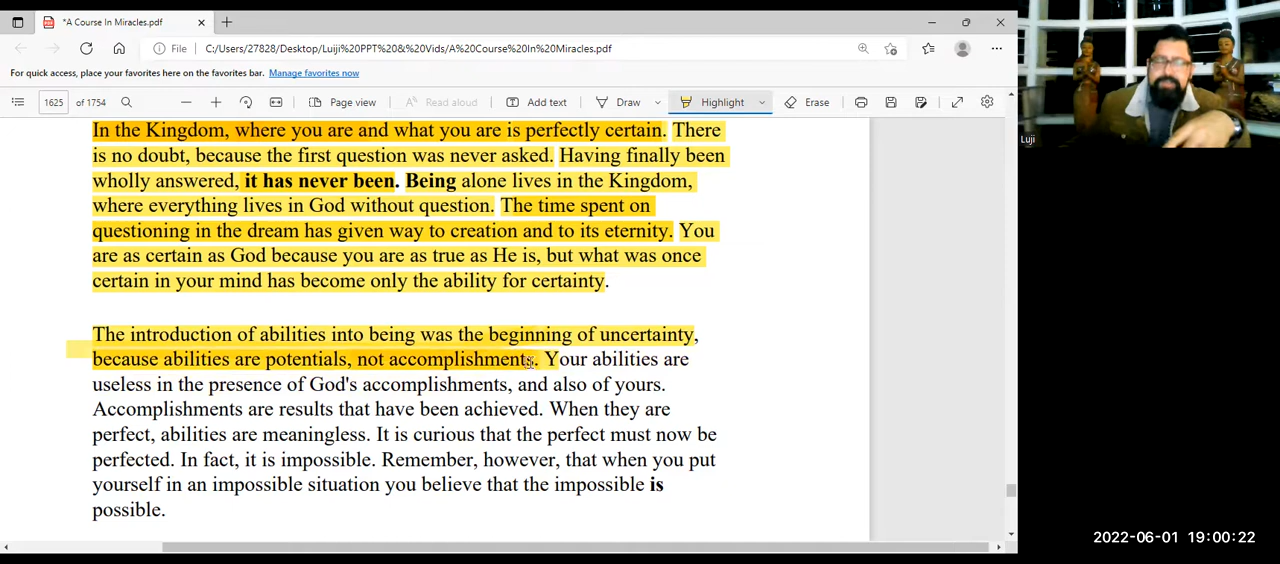 *A Course In Miracles.pdf
File C:/Users/27828/Desktop/Luiji%20PPT%20&%20Vids/A%20Course%20In%20Miracles.pdf
For quick access, place your favorites here on the favorites bar. Manage favorites now
1625 of 1754 Page view Read aloud Add text Draw Highlight Erase
In the Kingdom, where you are and what you are is perfectly certain. There
is no doubt, because the first question was never asked. Having finally been
wholly answered, it has never been. Being alone lives in the Kingdom,
where everything lives in God without question. The time spent on
questioning in the dream has given way to creation and to its eternity. You
are as certain as God because you are as true as He is, but what was once
certain in your mind has become only the ability for certainty.
The introduction of abilities into being was the beginning of uncertainty,
because abilities are potentials, not accomplishments. Your abilities are
useless in the presence of God's accomplishments, and also of yours.
Accomplishments are results that have been achieved. When they are
perfect, abilities are meaningless. It is curious that the perfect must now be
perfected. In fact, it is impossible. Remember, however, that when you put
yourself in an impossible situation you believe that the impossible is
possible.
Luji
2022-06-01 19:00:22